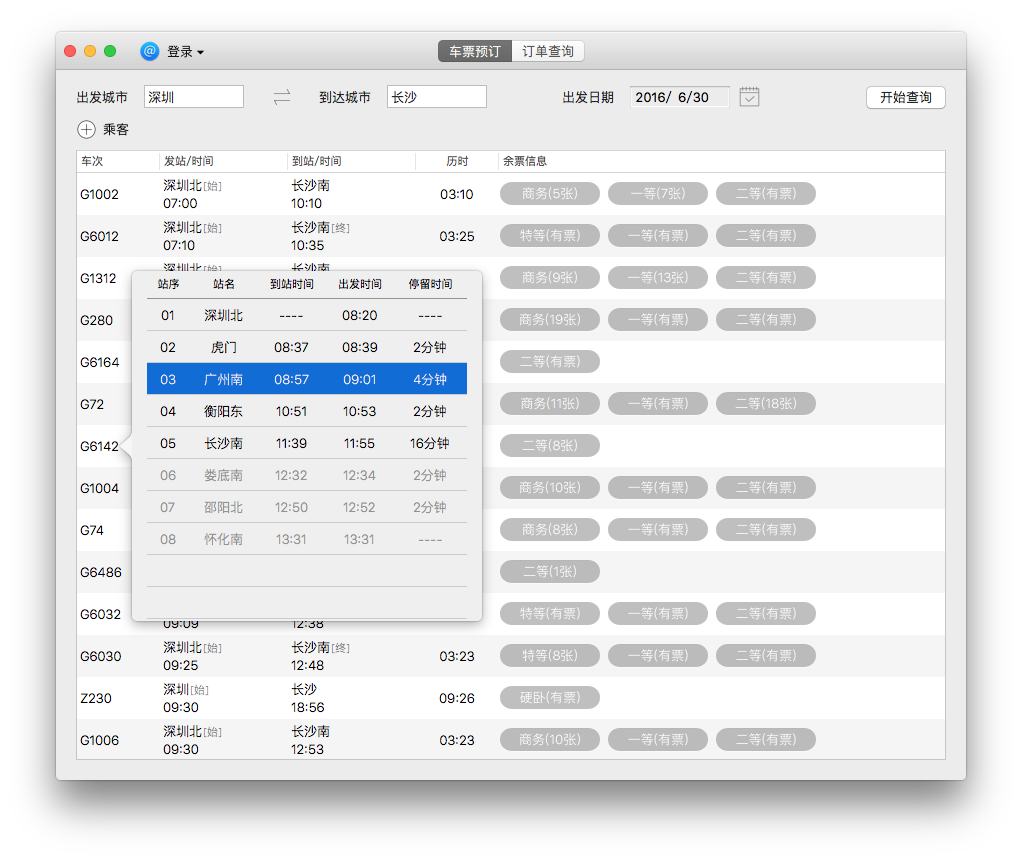 @ 登录
车票预订 订单查询
出发城市 深圳 到达城市 长沙 出发日期 2016/ 6/30 开始查询
乘客
车次 发站/时间 到站/时间 历时 余票信息
G1002 深圳北[始] 长沙南 03:10 商务(5张) 一等(7张) 二等(有票)
07:00 10:10
G6012 深圳北[始] 长沙南[终] 03:25 特等(有票) 一等(有票) 二等(有票)
07:10 10:35
G1312 深圳北[始] 长沙南 商务(9张) 一等(13张) 二等(有票)
G280 商务(19张) 一等(有票) 二等(有票)
G6164 二等(有票)
G72 商务(11张) 一等(有票) 二等(18张)
G6142 二等(8张)
G1004 商务(10张) 一等(有票) 二等(有票)
G74 商务(8张) 一等(有票) 二等(有票)
G6486 二等(1张)
G6032 特等(有票) 一等(有票) 二等(有票)
09:09 12:38
站序 站名 到站时间 出发时间 停留时间
01 深圳北 ---- 08:20 ----
02 虎门 08:37 08:39 2分钟
03 广州南 08:57 09:01 4分钟
04 衡阳东 10:51 10:53 2分钟
05 长沙南 11:39 11:55 16分钟
06 娄底南 12:32 12:34 2分钟
07 邵阳北 12:50 12:52 2分钟
08 怀化南 13:31 13:31 ----
G6030 深圳北[始] 长沙南[终] 03:23 特等(8张) 一等(有票) 二等(有票)
09:25 12:48
Z230 深圳[始] 长沙 09:26 硬卧(有票)
09:30 18:56
G1006 深圳北[始] 长沙南 03:23 商务(10张) 一等(有票) 二等(有票)
09:30 12:53